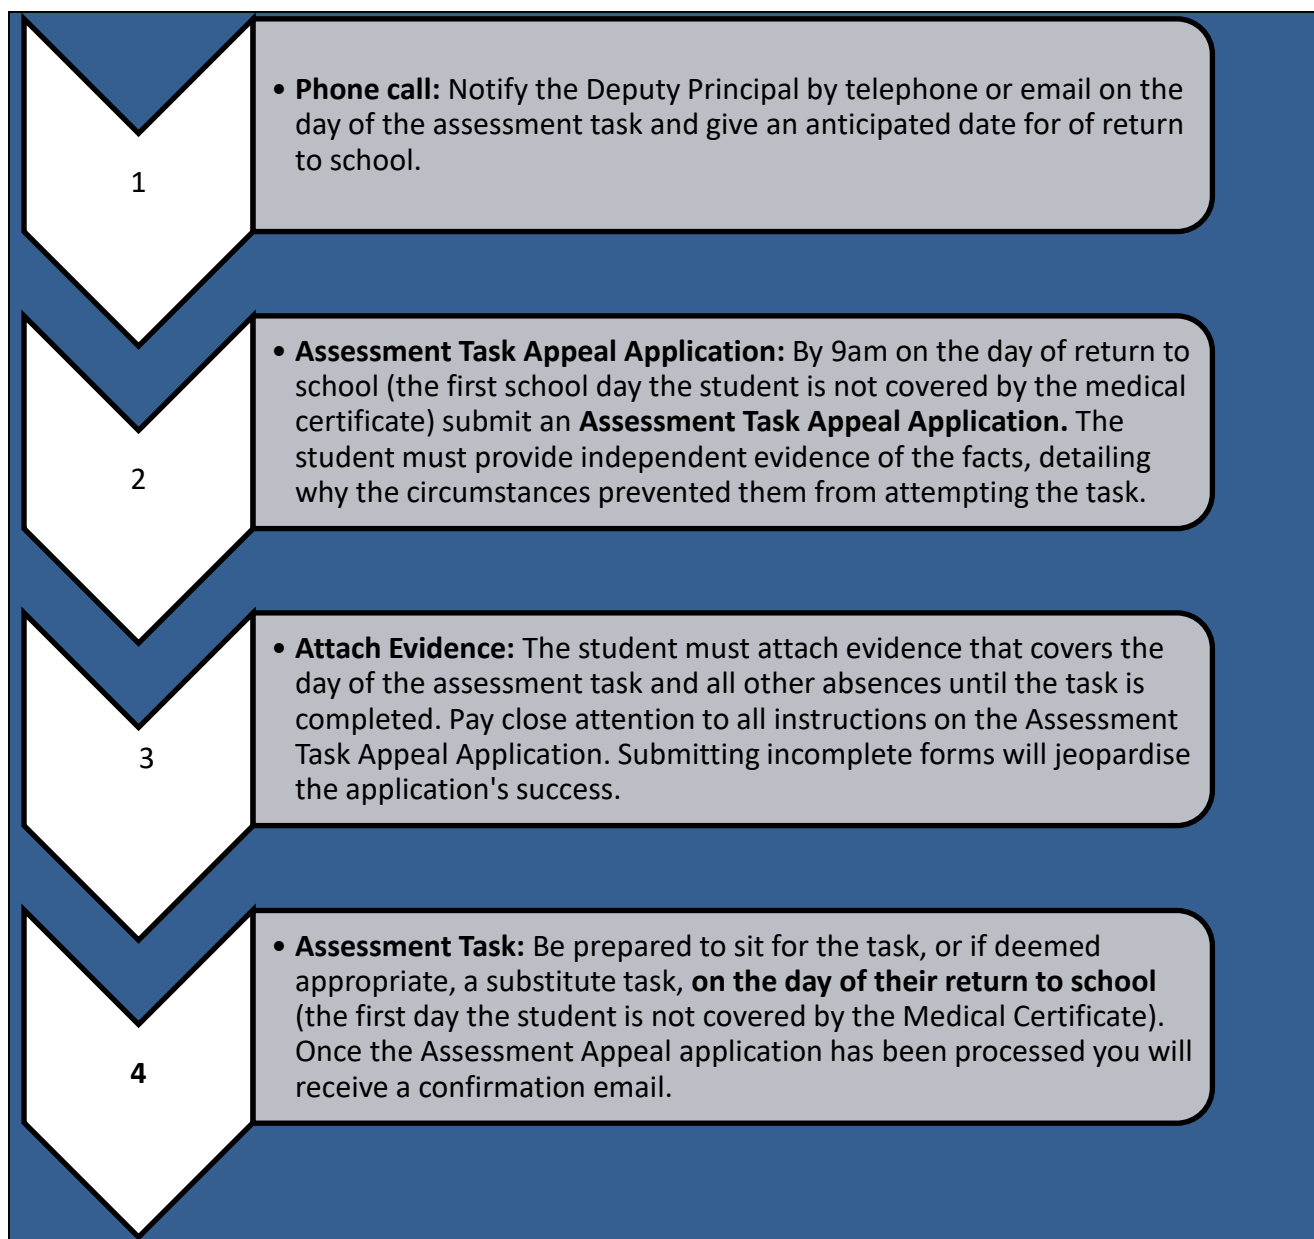 1
• Phone call: Notify the Deputy Principal by telephone or email on the
day of the assessment task and give an anticipated date for of return
to school.
2
• Assessment Task Appeal Application: By 9am on the day of return to
school (the first school day the student is not covered by the medical
certificate) submit an Assessment Task Appeal Application. The
student must provide independent evidence of the facts, detailing
why the circumstances prevented them from attempting the task.
3
• Attach Evidence: The student must attach evidence that covers the
day of the assessment task and all other absences until the task is
completed. Pay close attention to all instructions on the Assessment
Task Appeal Application. Submitting incomplete forms will jeopardise
the application's success.
4
• Assessment Task: Be prepared to sit for the task, or if deemed
appropriate, a substitute task, on the day of their return to school
(the first day the student is not covered by the Medical Certificate).
Once the Assessment Appeal application has been processed you will
receive a confirmation email.